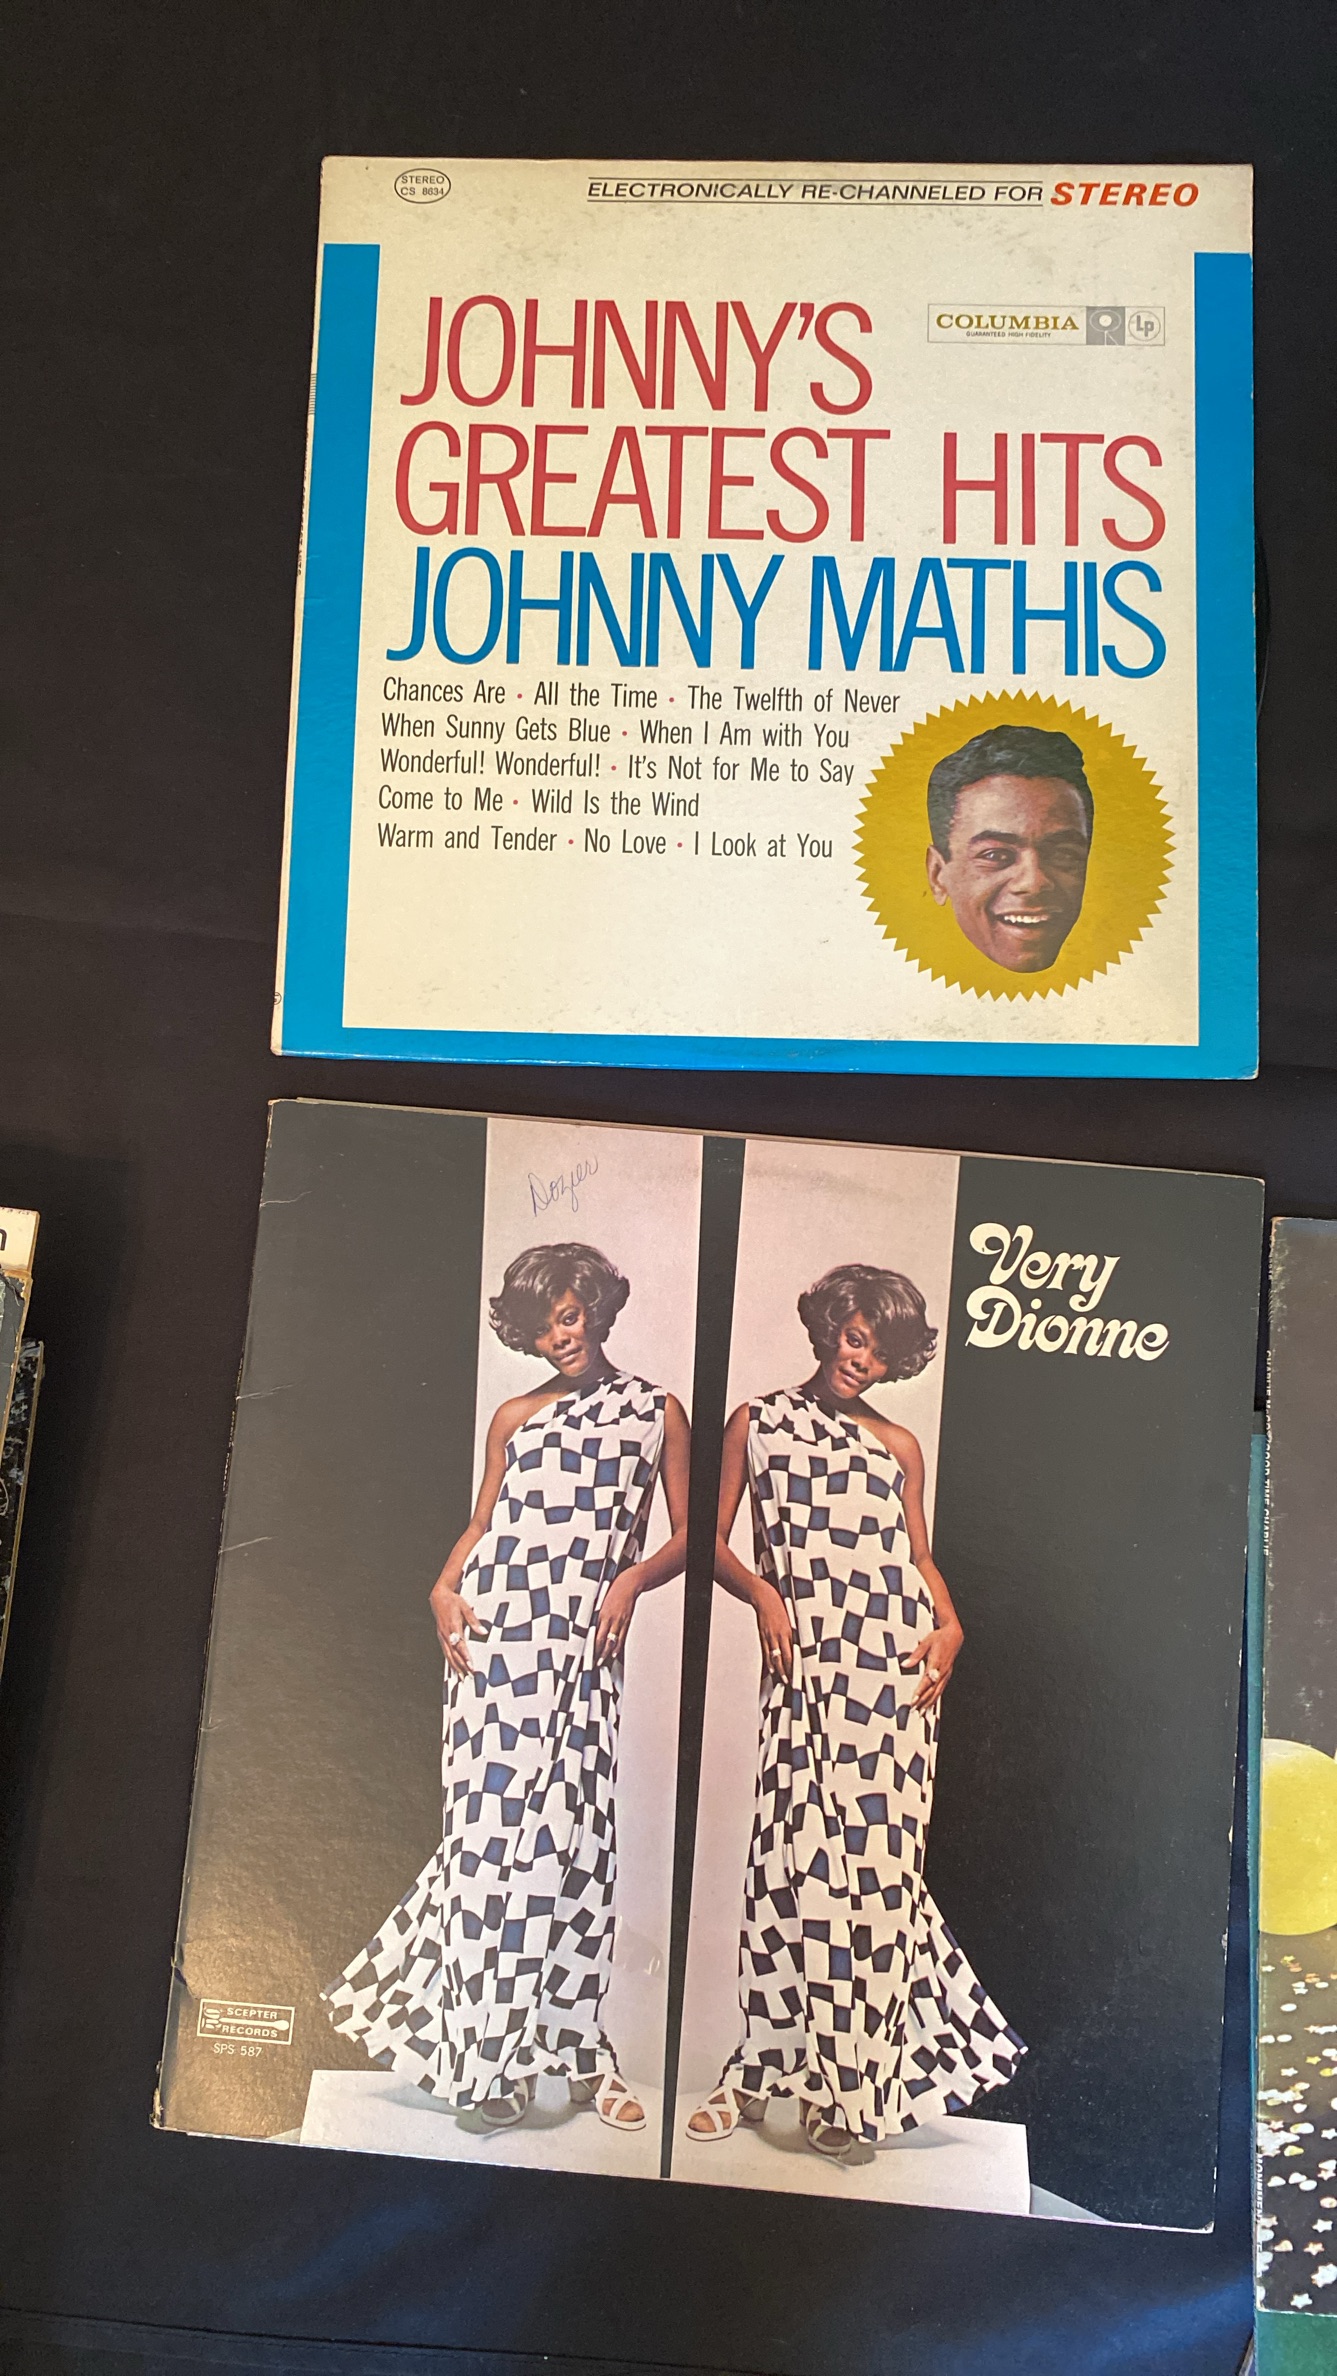 STEREO
CS 8634
ELECTRONICALLY RE-CHANNELED FOR STEREO
COLUMBIA Lp
GUARANTEED HIGH FIDELITY
JOHNNY'S
GREATEST HITS
JOHNNY MATHIS
Chances Are • All the Time • The Twelfth of Never
When Sunny Gets Blue • When I Am with You
Wonderful! Wonderful! • It's Not for Me to Say
Come to Me • Wild Is the Wind
Warm and Tender • No Love • I Look at You
Dozier
Very
Dionne
SCEPTER
RECORDS
SPS 587